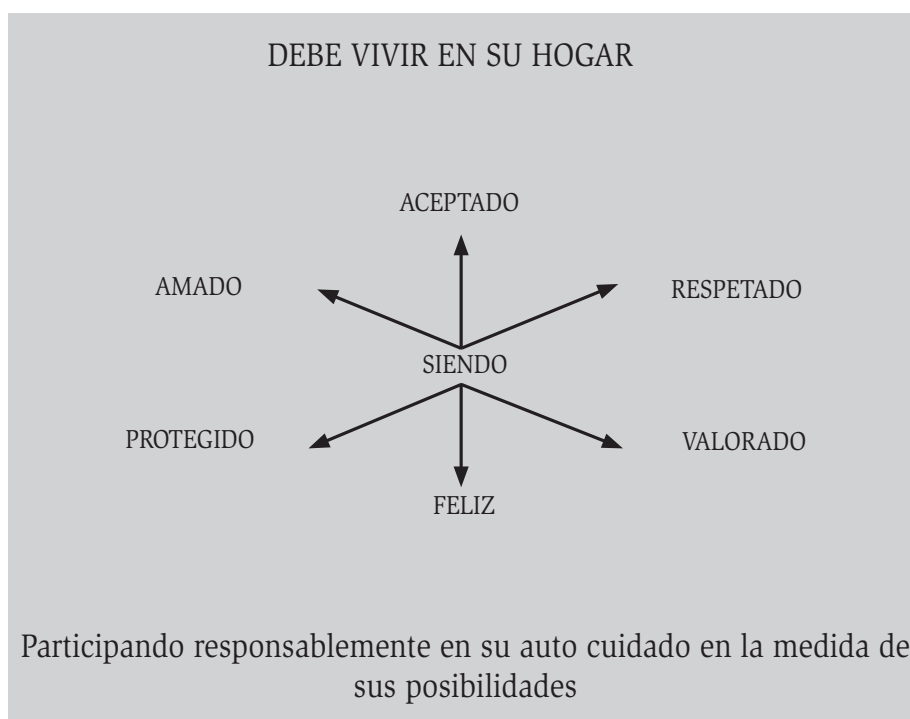 DEBE VIVIR EN SU HOGAR
ACEPTADO
AMADO
RESPETADO
SIENDO
PROTEGIDO
VALORADO
FELIZ
Participando responsablemente en su auto cuidado en la medida de
sus posibilidades